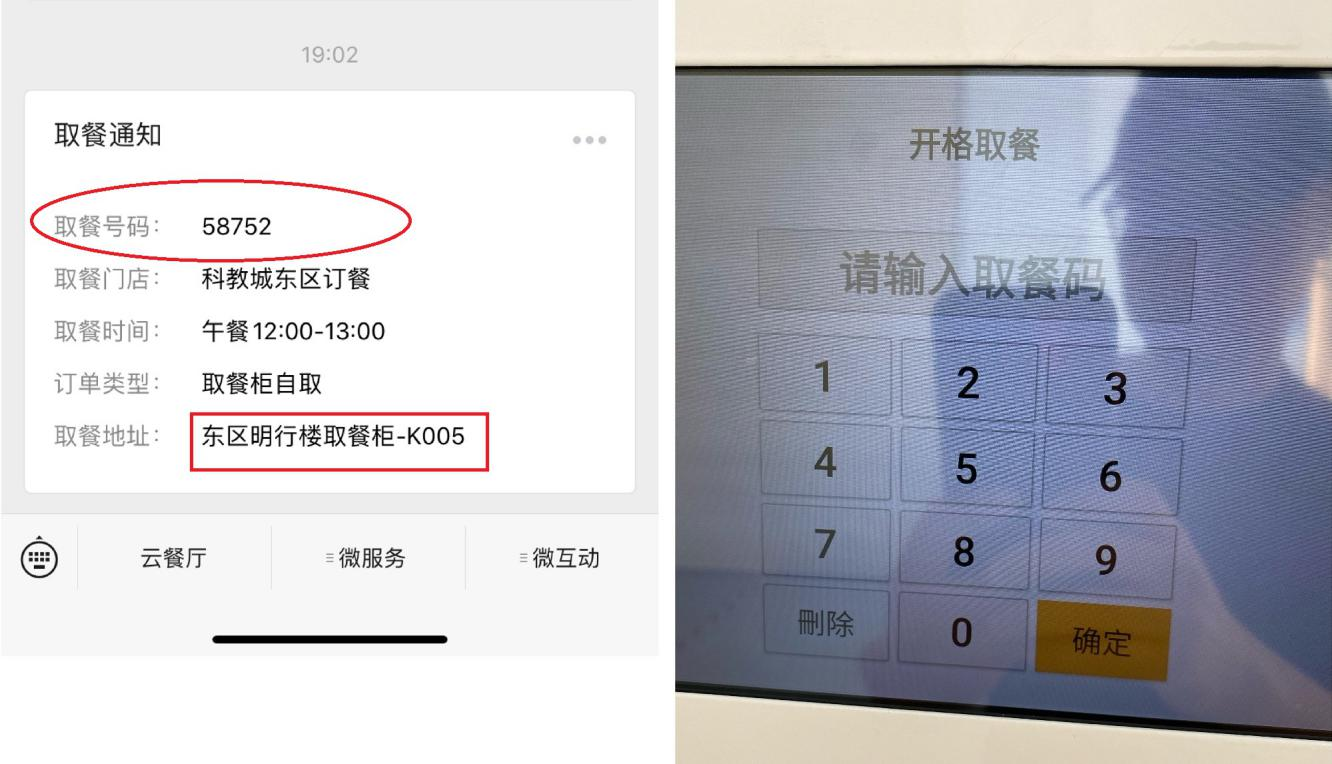 19:02
取餐通知
取餐号码： 58752
取餐门店： 科教城东区订餐
取餐时间： 午餐12:00-13:00
订单类型： 取餐柜自取
取餐地址： 东区明行楼取餐柜-K005
云餐厅 微服务 微互动
开格取餐
请输入取餐码
1 2 3
4 5 6
7 8 9
刪除 0 确定